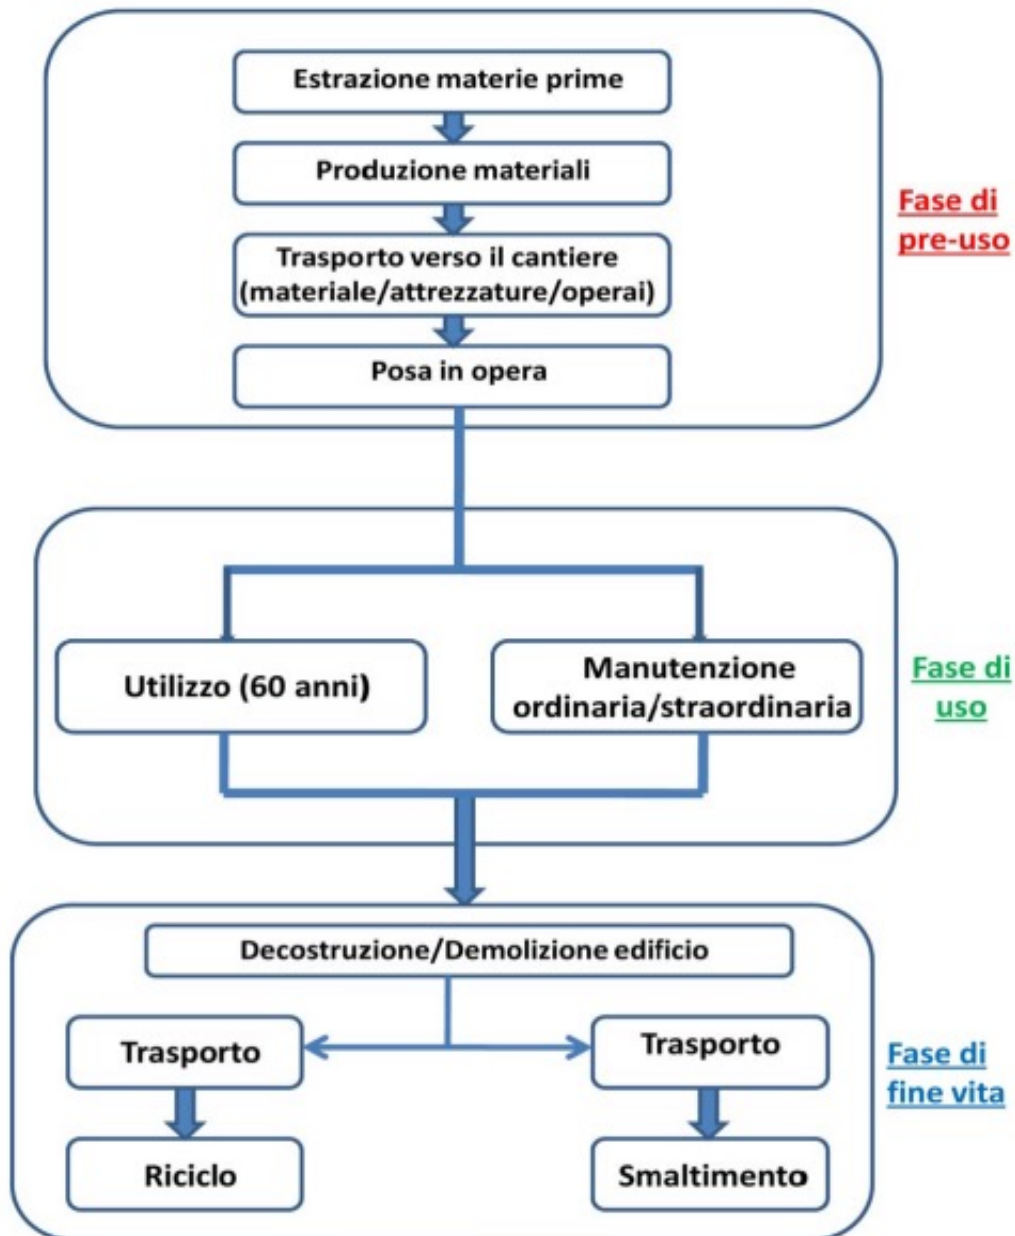 Estrazione materie prime
Produzione materiali
Trasporto verso il cantiere
(materiale/attrezzature/operai)
Posa in opera
Fase di
pre-uso
Utilizzo (60 anni)
Manutenzione
ordinaria/straordinaria
Fase di
uso
Decostruzione/Demolizione edificio
Trasporto
Trasporto
Riciclo
Smaltimento
Fase di
fine vita